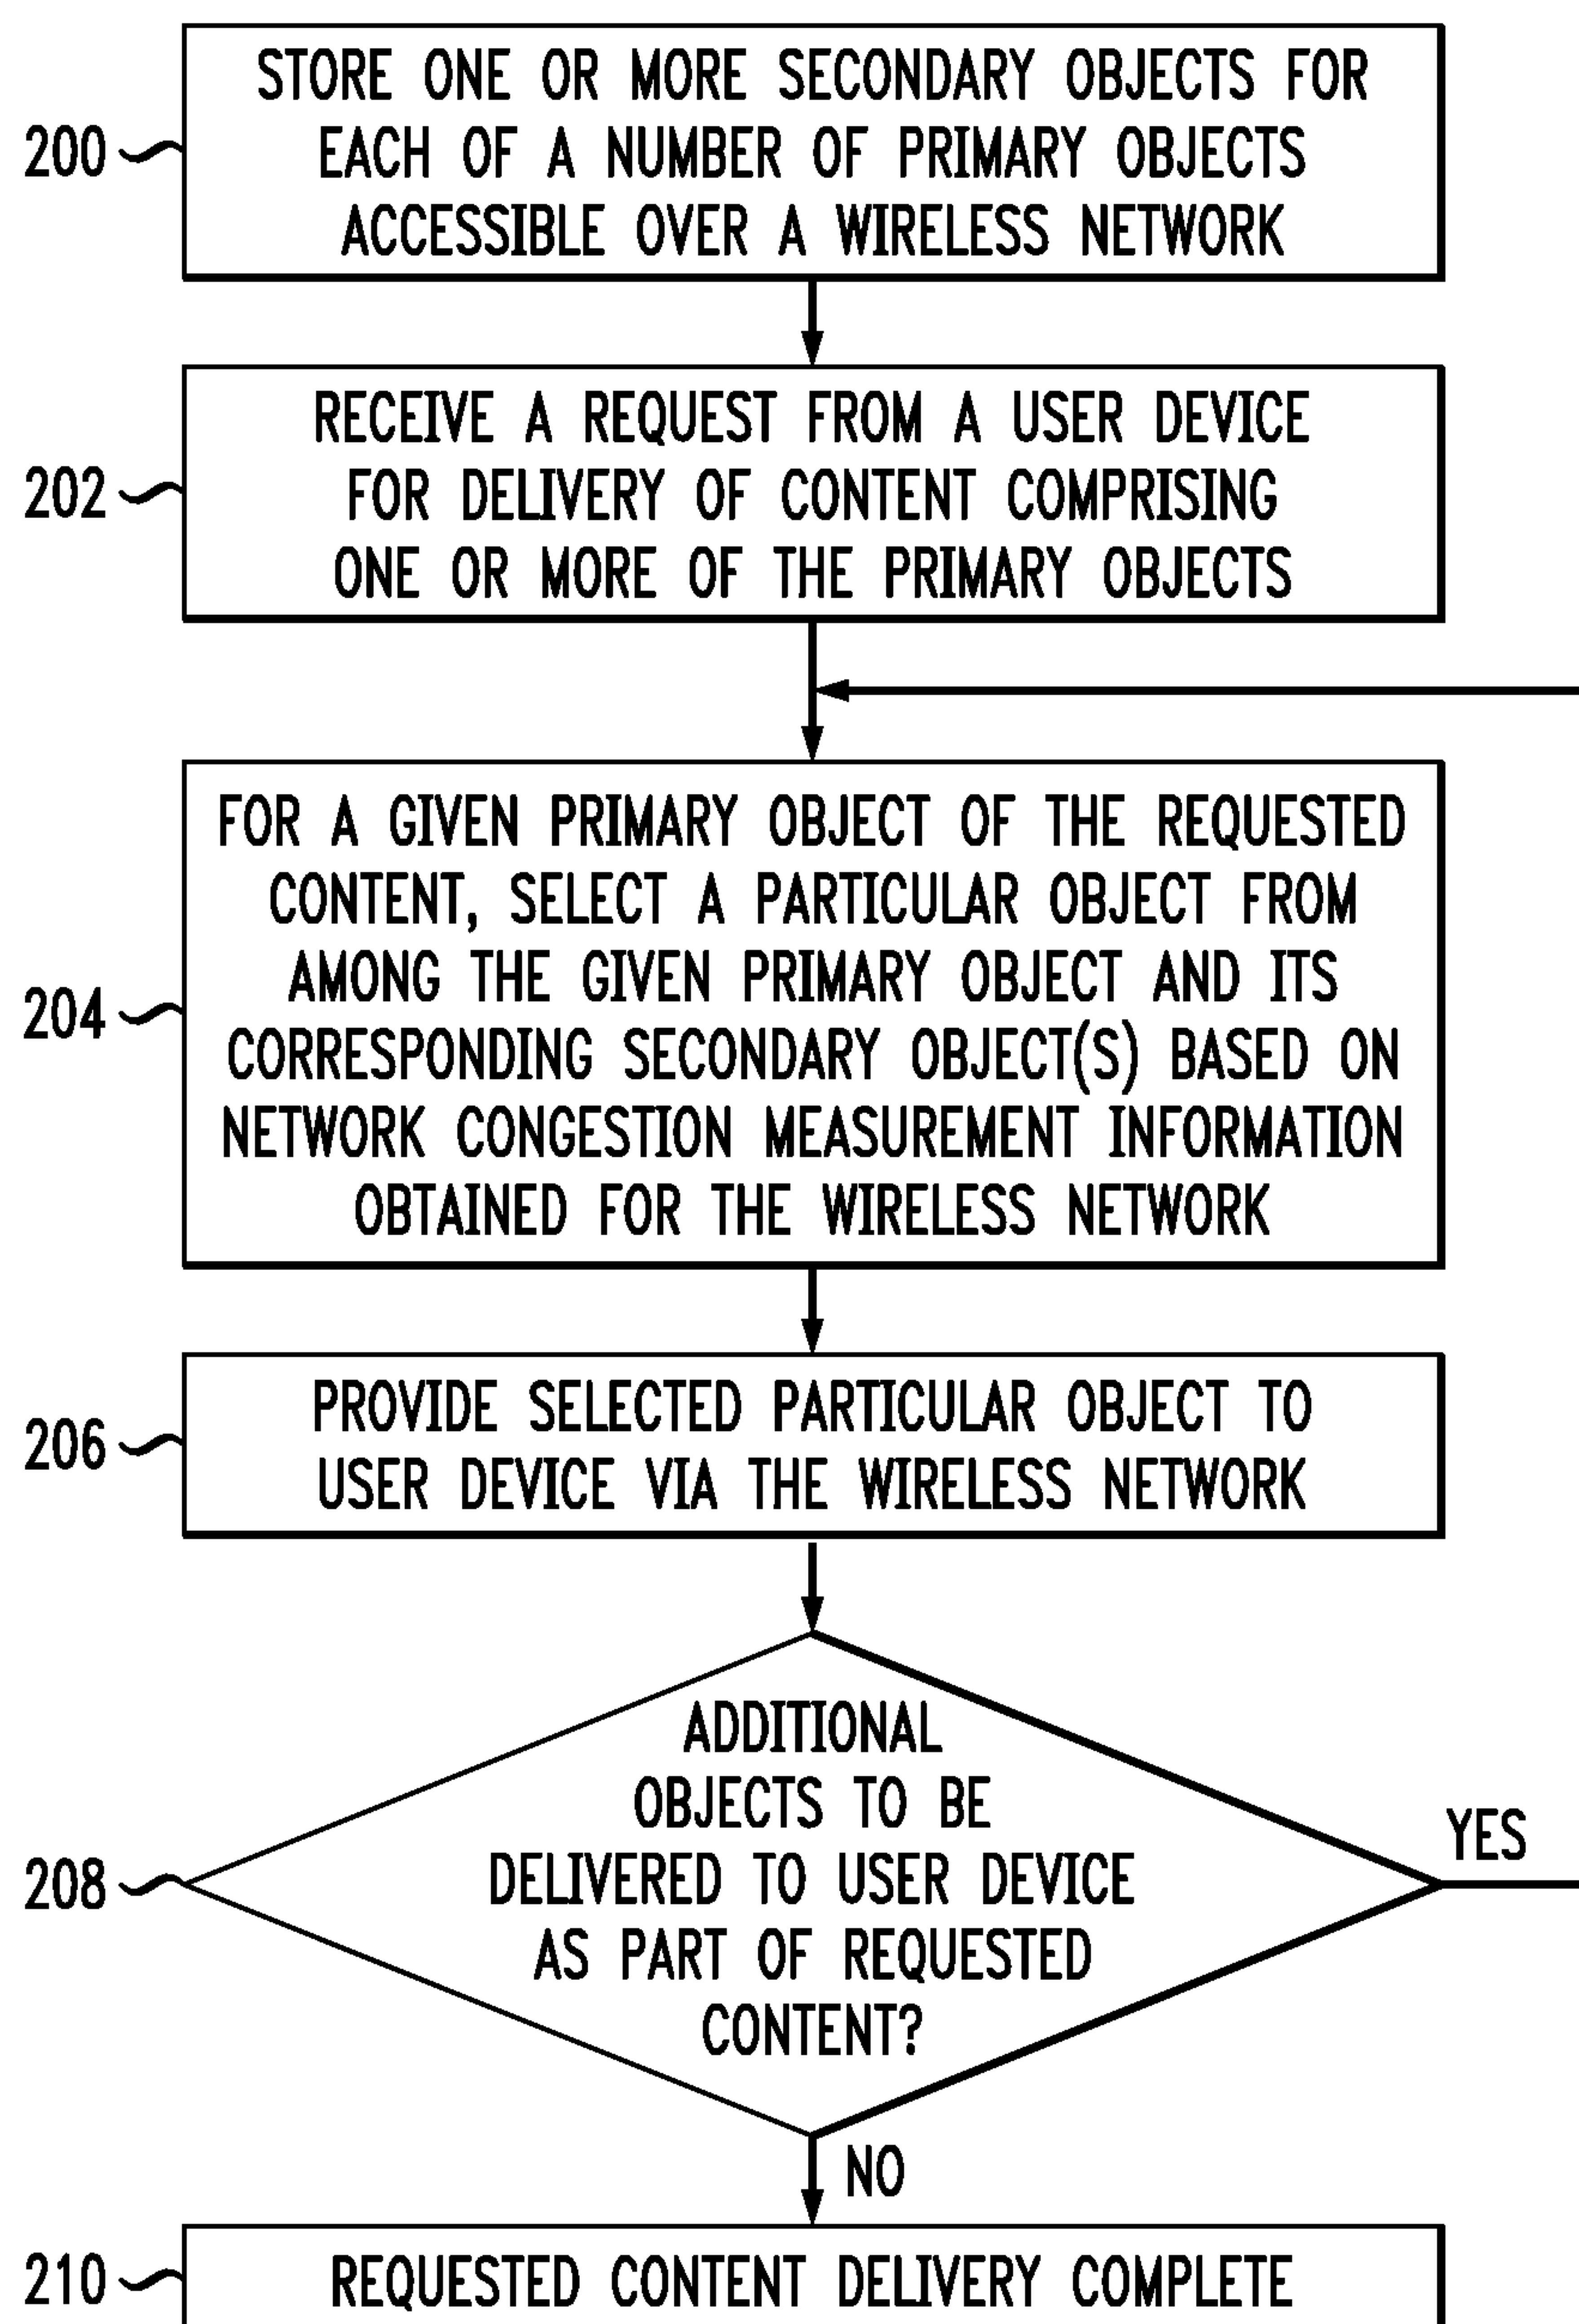 STORE ONE OR MORE SECONDARY OBJECTS FOR
EACH OF A NUMBER OF PRIMARY OBJECTS
ACCESSIBLE OVER A WIRELESS NETWORK
200
RECEIVE A REQUEST FROM A USER DEVICE
FOR DELIVERY OF CONTENT COMPRISING
ONE OR MORE OF THE PRIMARY OBJECTS
202
FOR A GIVEN PRIMARY OBJECT OF THE REQUESTED
CONTENT, SELECT A PARTICULAR OBJECT FROM
AMONG THE GIVEN PRIMARY OBJECT AND ITS
CORRESPONDING SECONDARY OBJECT(S) BASED ON
NETWORK CONGESTION MEASUREMENT INFORMATION
OBTAINED FOR THE WIRELESS NETWORK
204
PROVIDE SELECTED PARTICULAR OBJECT TO
USER DEVICE VIA THE WIRELESS NETWORK
206
ADDITIONAL
OBJECTS TO BE
DELIVERED TO USER DEVICE
AS PART OF REQUESTED
CONTENT?
208
YES
NO
210
REQUESTED CONTENT DELIVERY COMPLETE